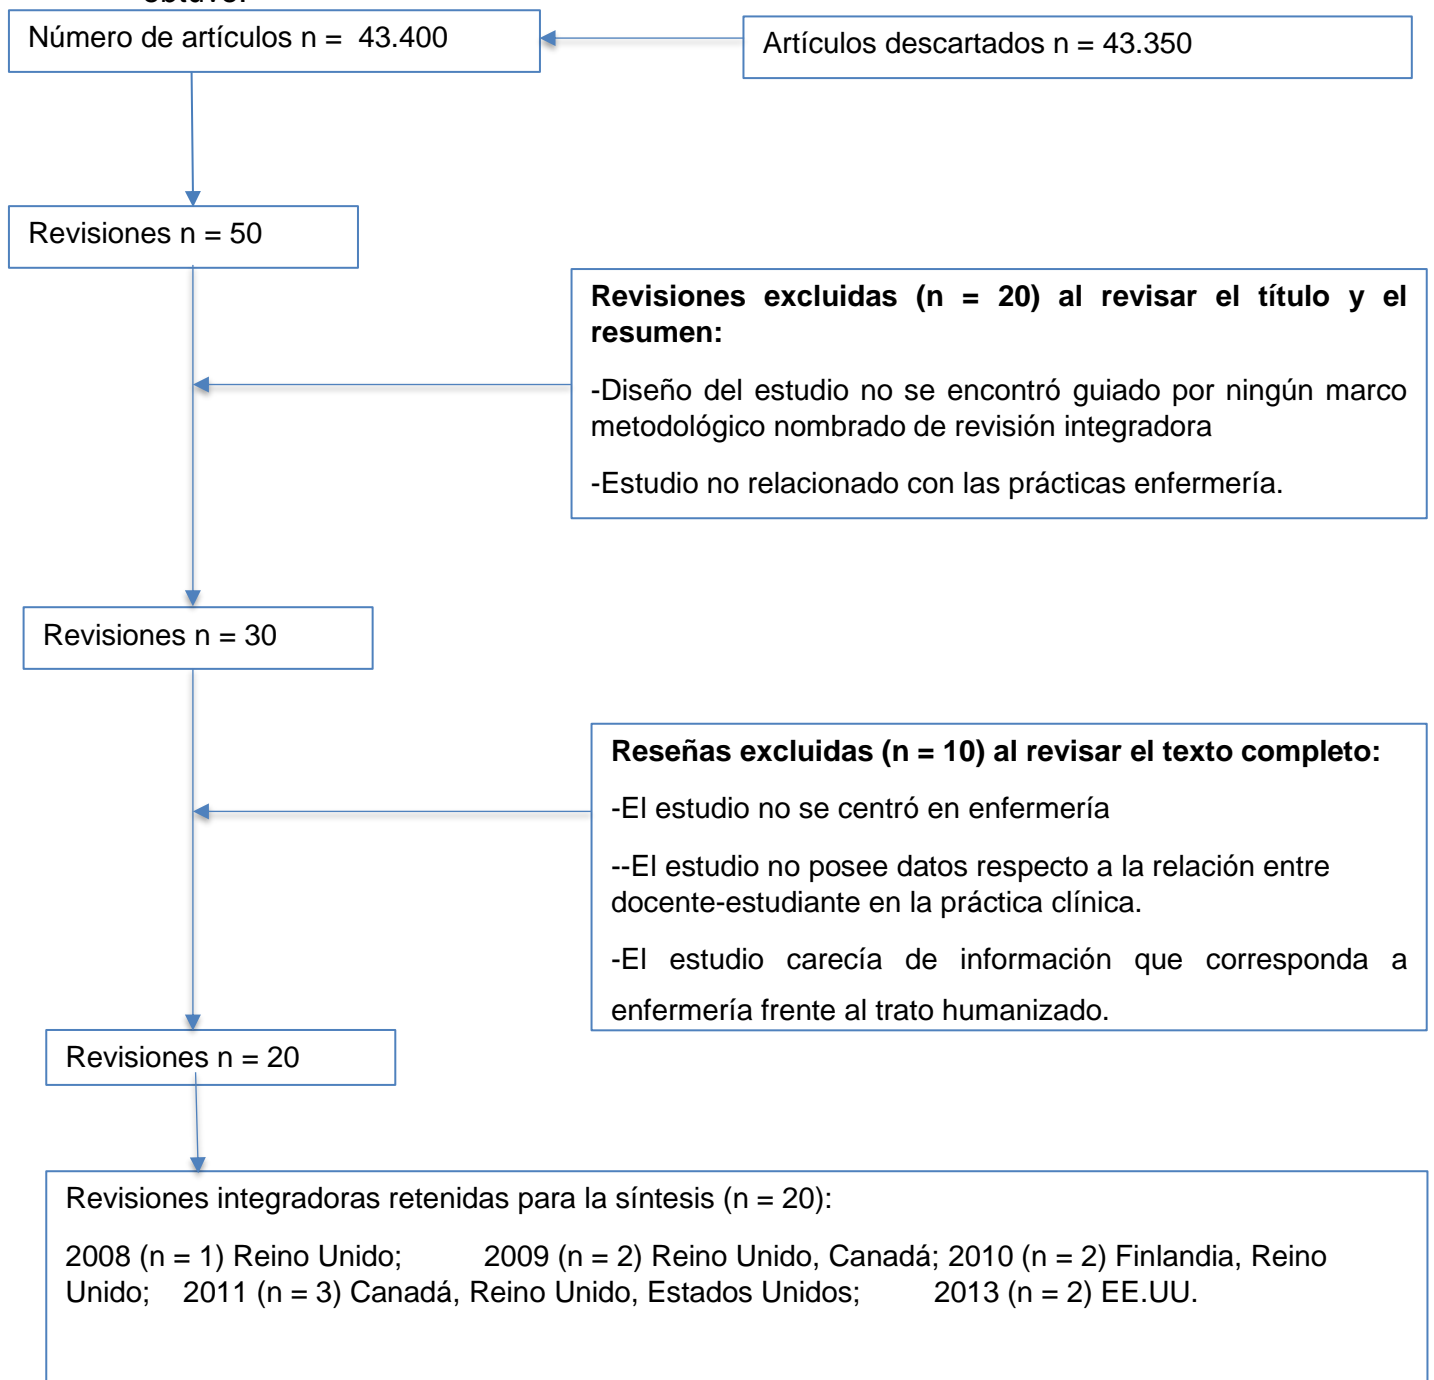 obtuvo:
Número de artículos n = 43.400
Artículos descartados n = 43.350
Revisiones n = 50
Revisiones excluidas (n = 20) al revisar el título y el
resumen:
-Diseño del estudio no se encontró guiado por ningún marco
metodológico nombrado de revisión integradora
-Estudio no relacionado con las prácticas enfermería.
Revisiones n = 30
Reseñas excluidas (n = 10) al revisar el texto completo:
-El estudio no se centró en enfermería
--El estudio no posee datos respecto a la relación entre
docente-estudiante en la práctica clínica.
-El estudio carecía de información que corresponda a
enfermería frente al trato humanizado.
Revisiones n = 20
Revisiones integradoras retenidas para la síntesis (n = 20):
2008 (n = 1) Reino Unido; 2009 (n = 2) Reino Unido, Canadá; 2010 (n = 2) Finlandia, Reino
Unido; 2011 (n = 3) Canadá, Reino Unido, Estados Unidos; 2013 (n = 2) EE.UU.